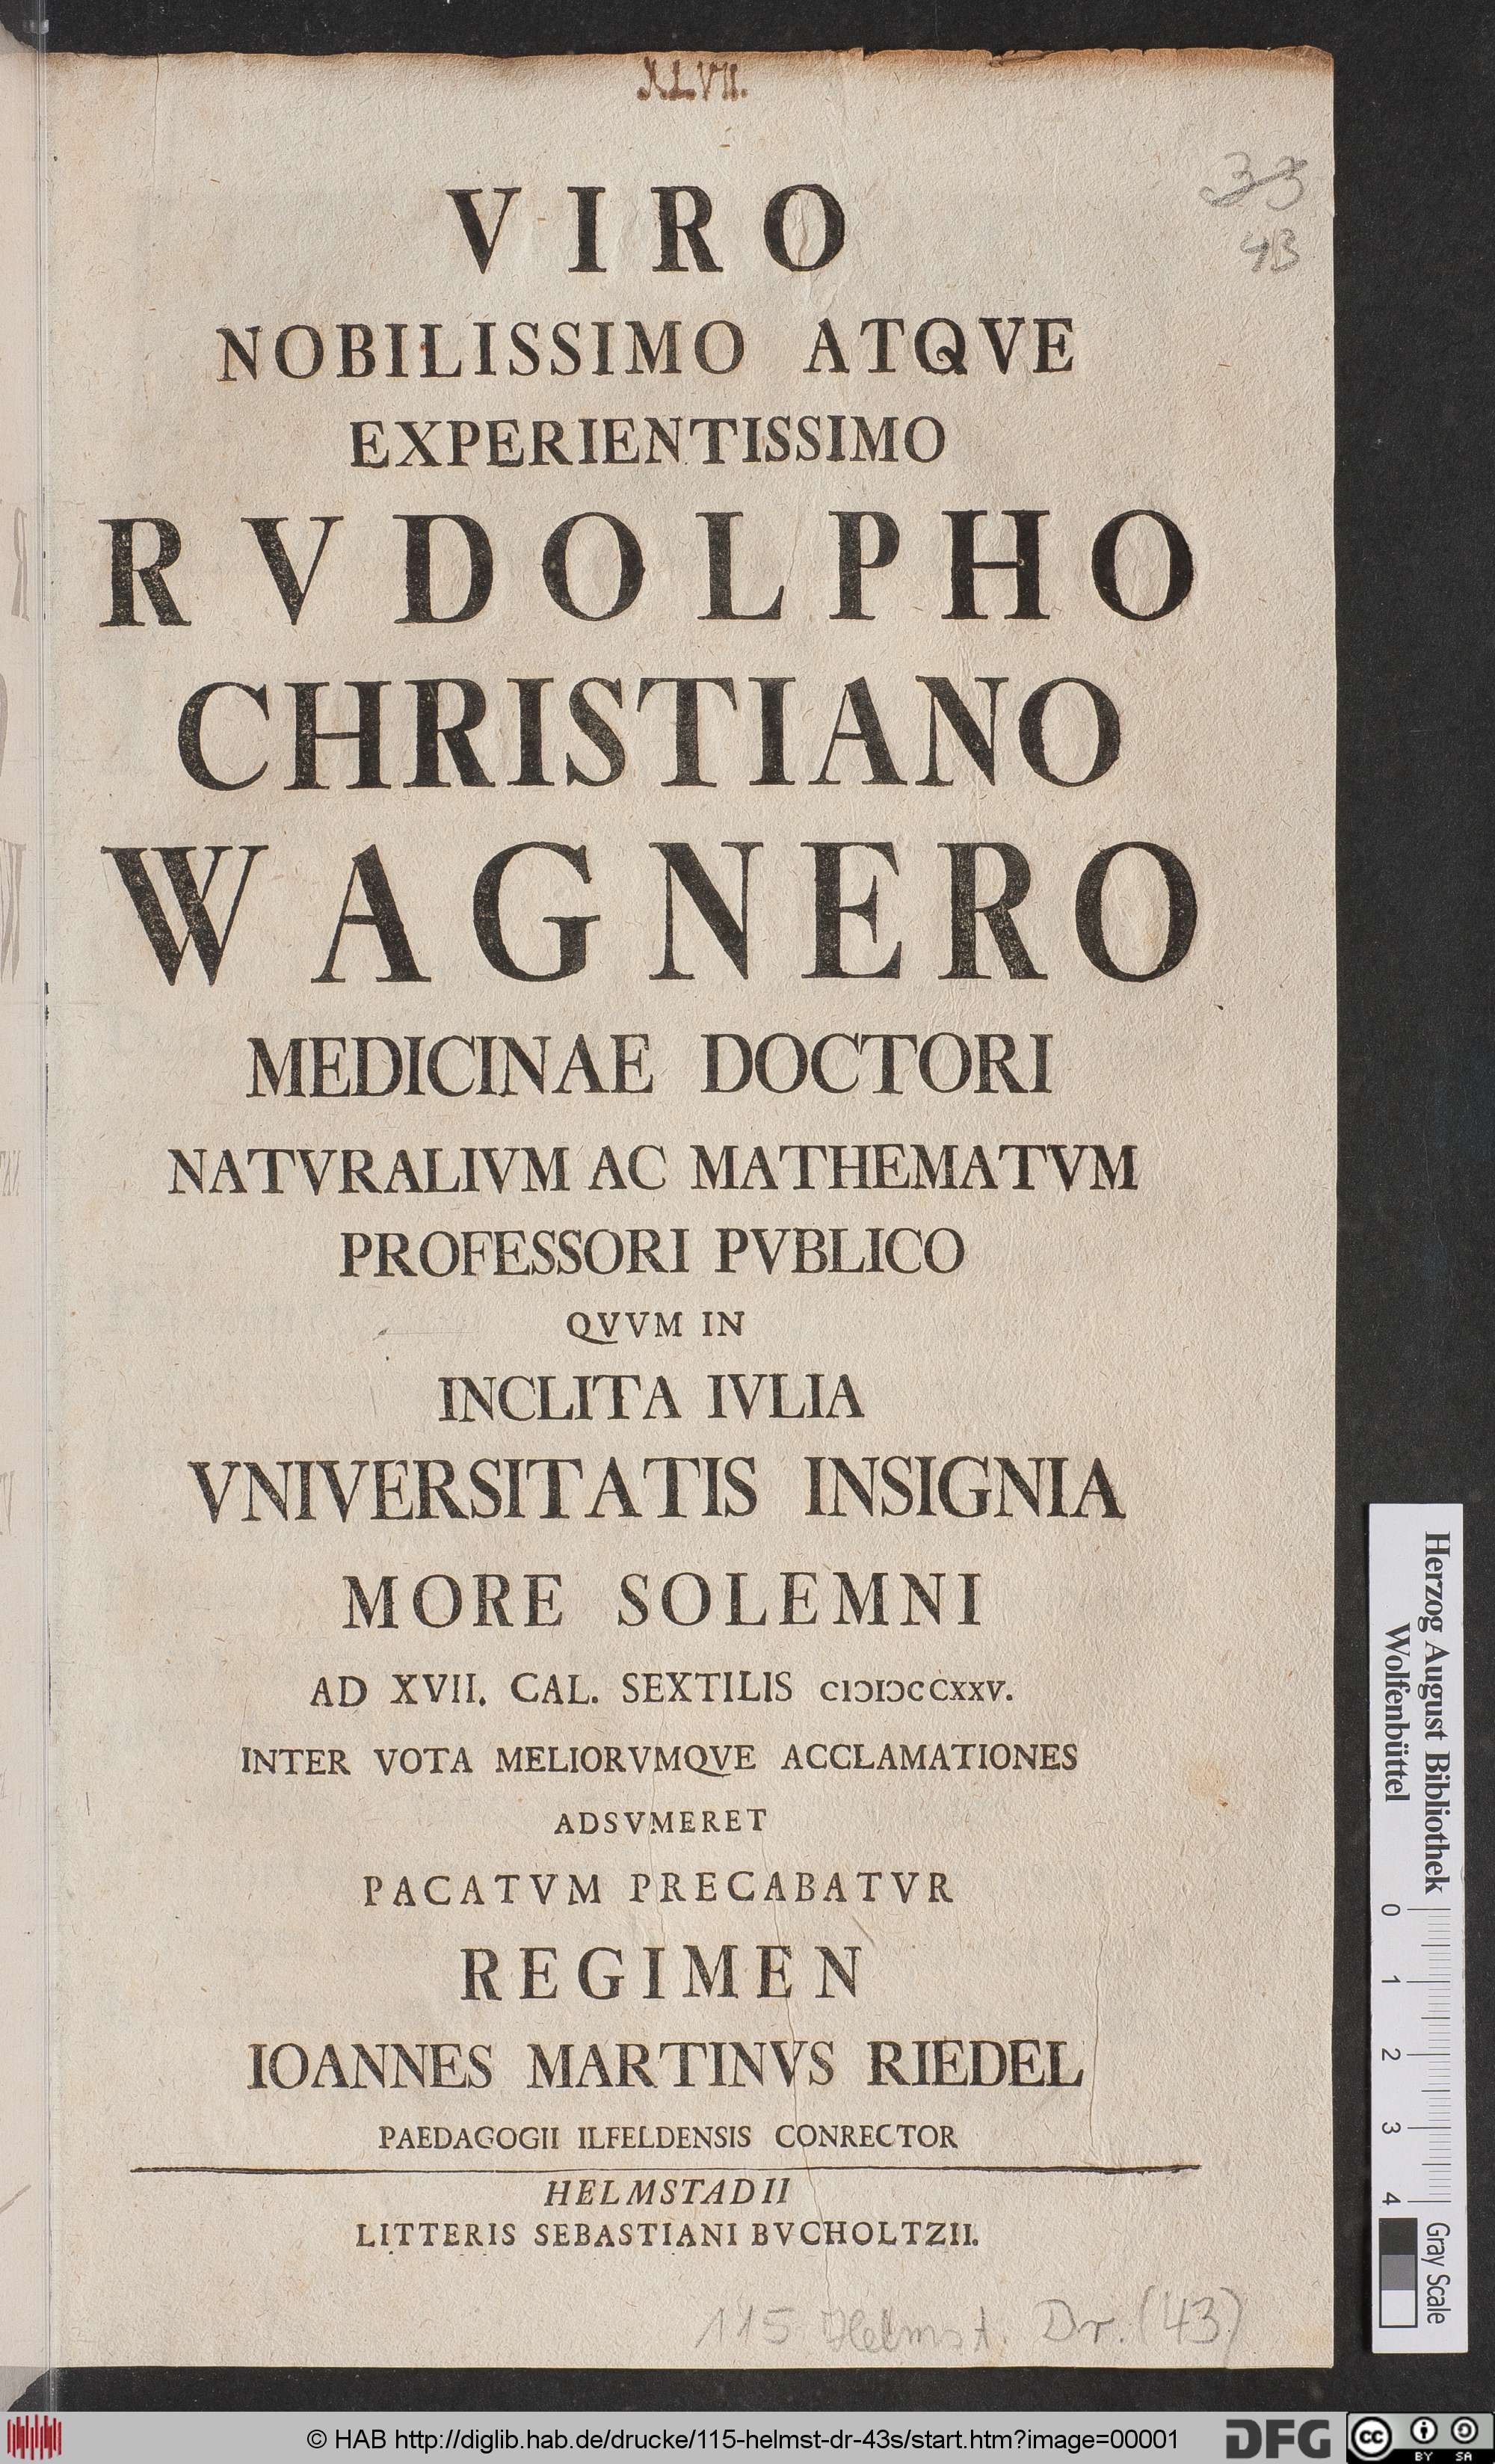 XLVII.
33
43
VIRO
NOBILISSIMO ATQVE
EXPERIENTISSIMO
RVDOLPHO
CHRISTIANO
WAGNERO
MEDICINAE DOCTORI
NATVRALIVM AC MATHEMATVM
PROFESSORI PVBLICO
QVVM IN
INCLITA IVLIA
VNIVERSITATIS INSIGNIA
MORE SOLEMNI
AD XVII. CAL. SEXTILIS CIƆIƆCCXXV.
INTER VOTA MELIORVMQVE ACCLAMATIONES
ADSVMERET
PACATVM PRECABATVR
REGIMEN
IOANNES MARTINVS RIEDEL
PAEDAGOGII ILFELDENSIS CONRECTOR
HELMSTADII
LITTERIS SEBASTIANI BVCHOLTZII.
115 Helmst. Dr. (43)
Herzog August Bibliothek
Wolfenbüttel
0 1 2 3 4
Gray Scale
© HAB http://diglib.hab.de/drucke/115-helmst-dr-43s/start.htm?image=00001
DFG
cc BY SA